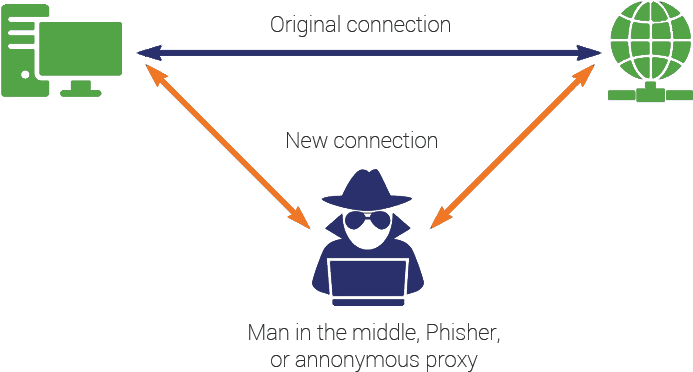 Original connection
New connection
Man in the middle, Phisher,
or annonymous proxy